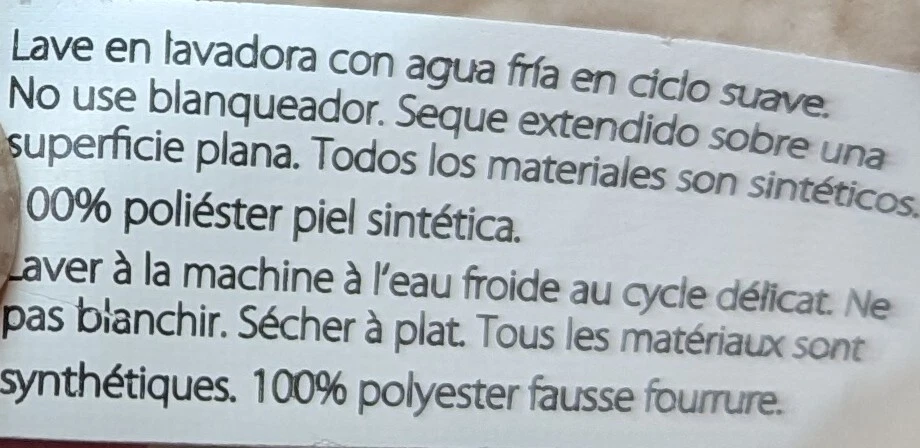 Lave en lavadora con agua fría en ciclo suave.
No use blanqueador. Seque extendido sobre una
superficie plana. Todos los materiales son sintéticos.
00% poliéster piel sintética.
Laver à la machine à l'eau froide au cycle délicat. Ne
pas blanchir. Sécher à plat. Tous les matériaux sont
synthétiques. 100% polyester fausse fourrure.